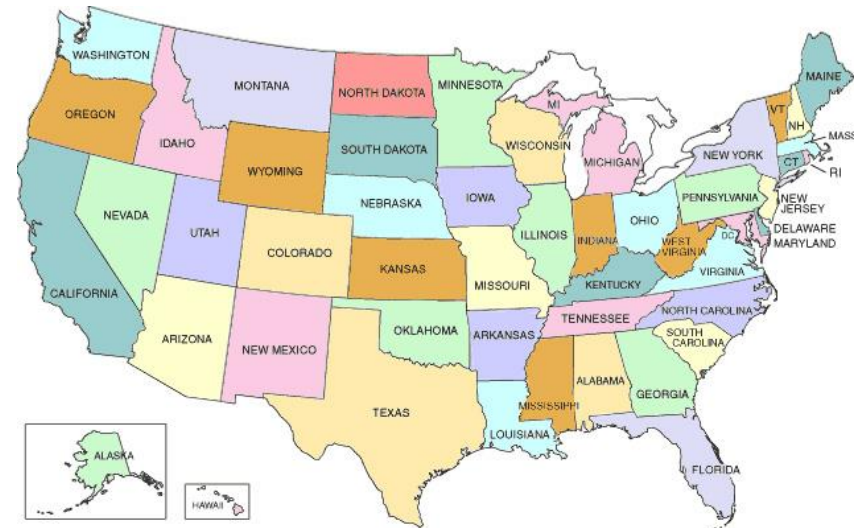 WASHINGTON
MONTANA
NORTH DAKOTA
MINNESOTA
MAINE
OREGON
IDAHO
WYOMING
SOUTH DAKOTA
WISCONSIN
MI
MICHIGAN
VT
NH
MASS
NEW YORK
CT
RI
NEVADA
UTAH
COLORADO
NEBRASKA
IOWA
ILLINOIS
INDIANA
OHIO
PENNSYLVANIA
NEW
JERSEY
DELAWARE
MARYLAND
DC
WEST
VIRGINIA
VIRGINIA
CALIFORNIA
KANSAS
MISSOURI
KENTUCKY
ARIZONA
NEW MEXICO
OKLAHOMA
ARKANSAS
TENNESSEE
NORTH CAROLINA
SOUTH
CAROLINA
TEXAS
LOUISIANA
MISSISSIPPI
ALABAMA
GEORGIA
FLORIDA
ALASKA
HAWAII